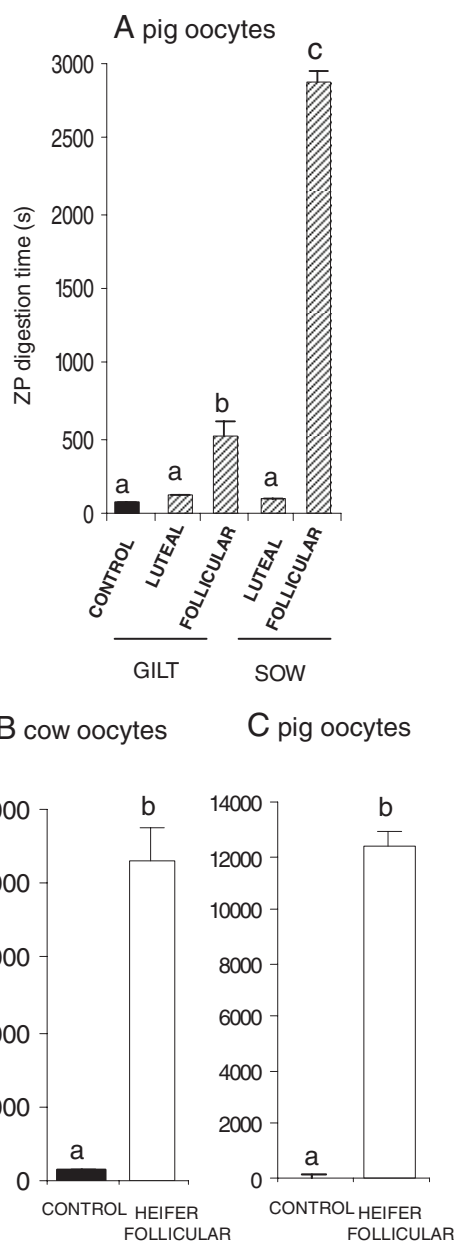 A pig oocytes
3000
2500
2000
1500
1000
500
0
ZP digestion time (s)
a
a
b
a
c
CONTROL
LUTEAL
FOLLICULAR
LUTEAL
FOLLICULAR
GILT
SOW
B cow oocytes
0
a
b
CONTROL
HEIFER
FOLLICULAR
C pig oocytes
14000
12000
10000
8000
6000
4000
2000
0
a
b
CONTROL
HEIFER
FOLLICULAR